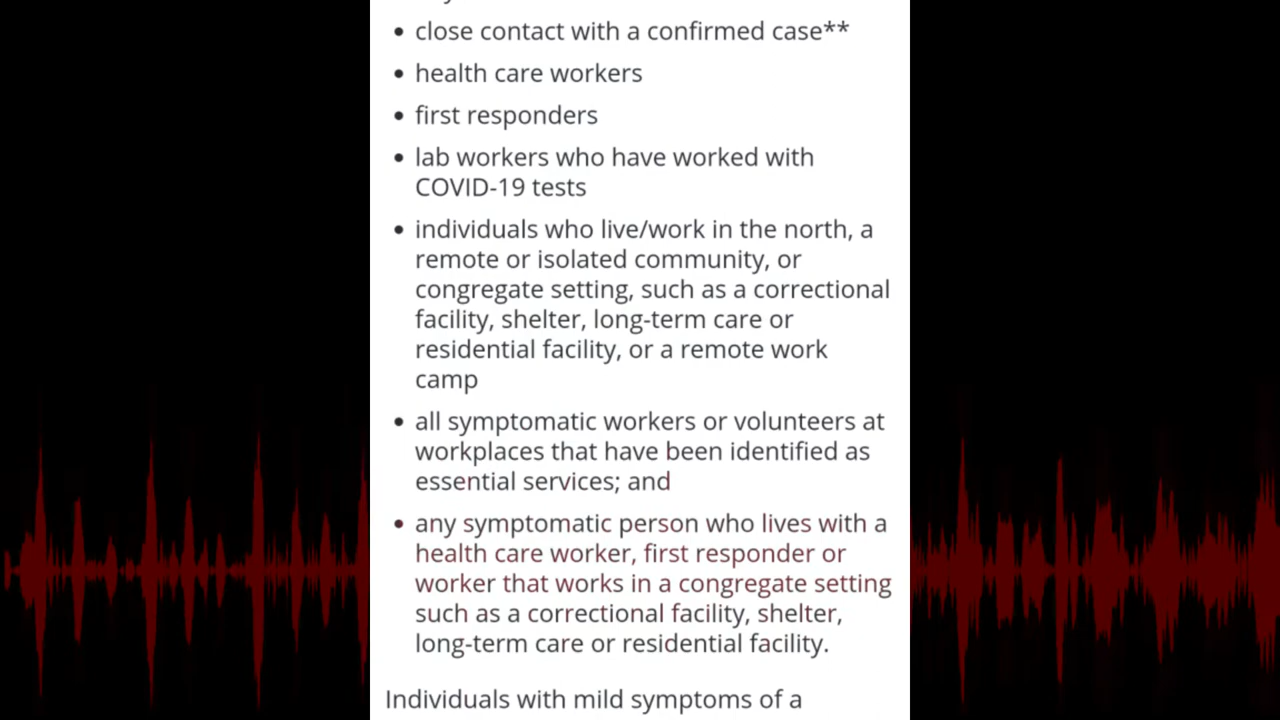 • close contact with a confirmed case**
• health care workers
• first responders
• lab workers who have worked with
COVID-19 tests
• individuals who live/work in the north, a
remote or isolated community, or
congregate setting, such as a correctional
facility, shelter, long-term care or
residential facility, or a remote work
camp
• all symptomatic workers or volunteers at
workplaces that have been identified as
essential services; and
• any symptomatic person who lives with a
health care worker, first responder or
worker that works in a congregate setting
such as a correctional facility, shelter,
long-term care or residential facility.
Individuals with mild symptoms of a